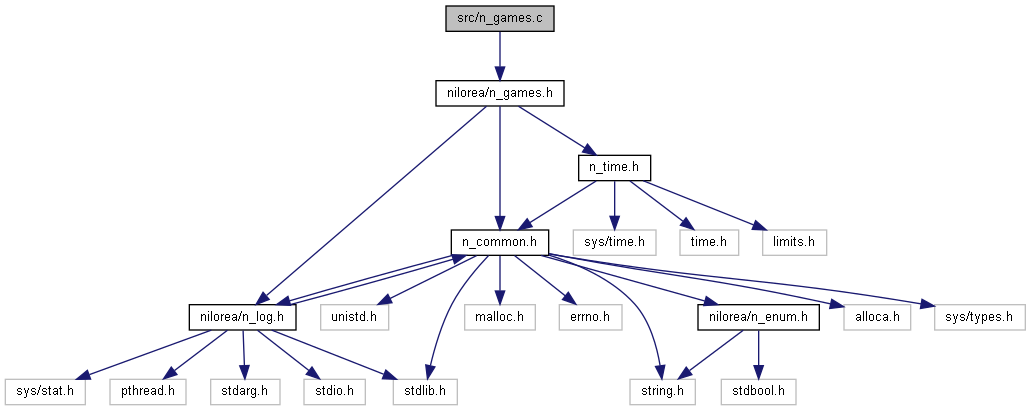 src/n_games.c
nilorea/n_games.h
n_time.h
n_common.h
sys/time.h
time.h
limits.h
nilorea/n_log.h
unistd.h
malloc.h
errno.h
nilorea/n_enum.h
alloca.h
sys/types.h
sys/stat.h
pthread.h
stdarg.h
stdio.h
stdlib.h
string.h
stdbool.h